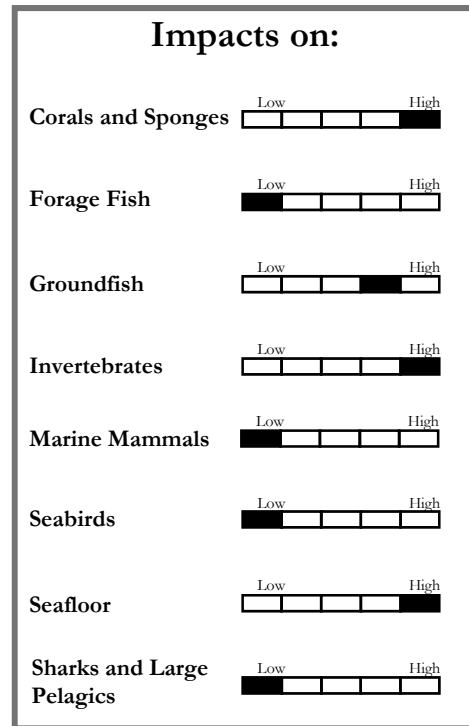 Impacts on:
Low High
Corals and Sponges
Low High
Forage Fish
Low High
Groundfish
Low High
Invertebrates
Low High
Marine Mammals
Low High
Seabirds
Low High
Seafloor
Low High
Sharks and Large
Pelagics